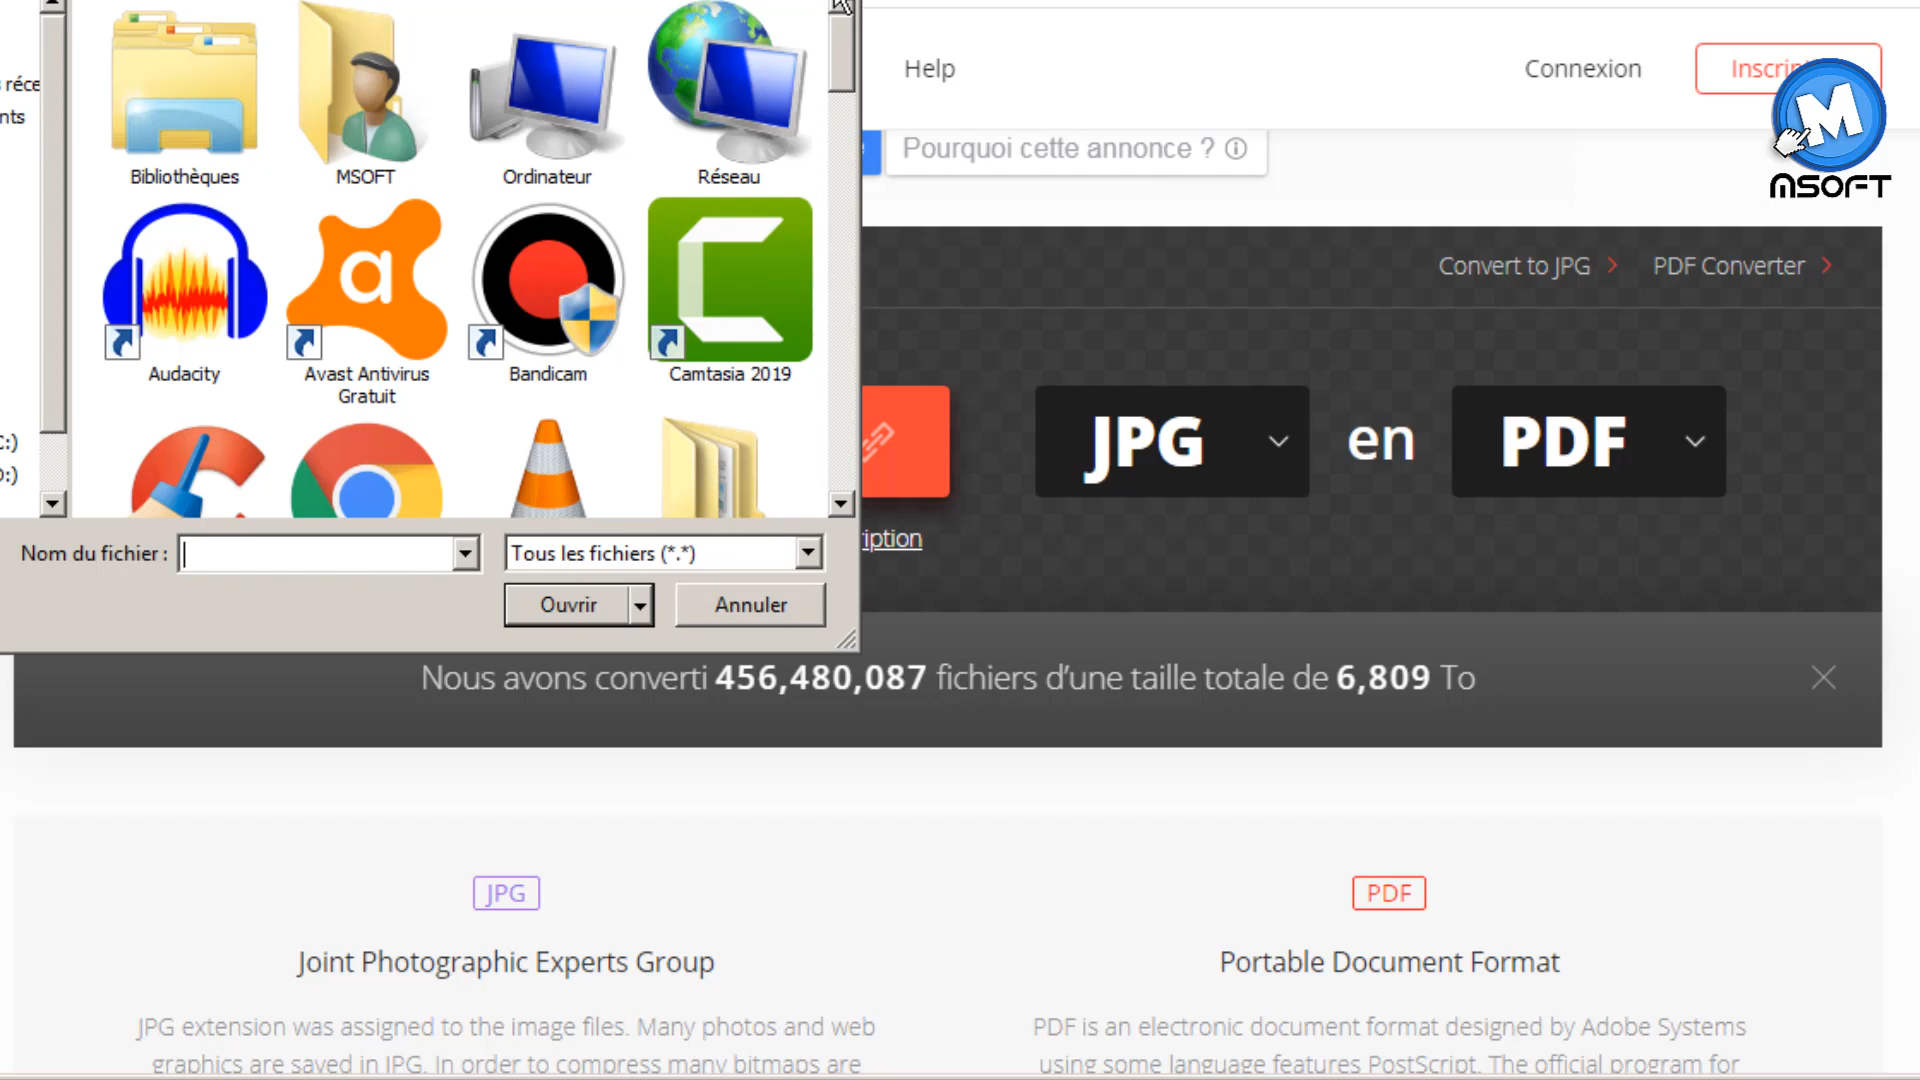 Help
Connexion
Inscri
MSOFT
Pourquoi cette annonce ?
réce
nts
Bibliothèques
MSOFT
Ordinateur
Réseau
Audacity
Avast Antivirus
Gratuit
Bandicam
Camtasia 2019
C:)
D:)
Nom du fichier :
Tous les fichiers (*.*)
Ouvrir
Annuler
Convert to JPG
PDF Converter
JPG
en
PDF
iption
Nous avons converti 456,480,087 fichiers d'une taille totale de 6,809 To
JPG
Joint Photographic Experts Group
JPG extension was assigned to the image files. Many photos and web
graphics are saved in JPG. In order to compress many bitmaps are
PDF
Portable Document Format
PDF is an electronic document format designed by Adobe Systems
using some language features PostScript. The official program for